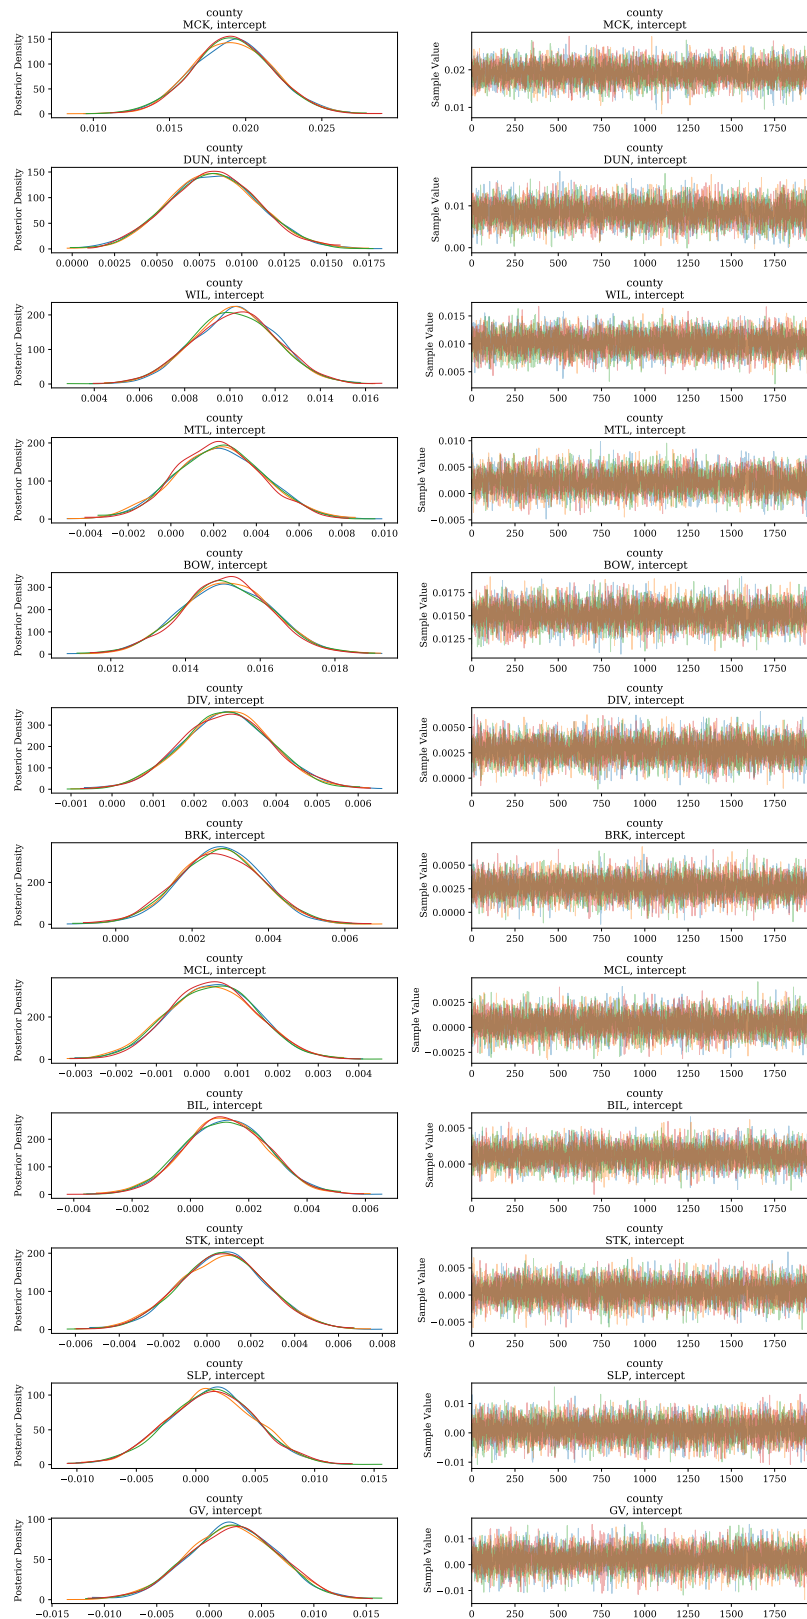 county
MCK, intercept
Posterior Density
150
100
50
0
0.010 0.015 0.020 0.025
county
MCK, intercept
Sample Value
0.02
0.01
0 250 500 750 1000 1250 1500 1750
county
DUN, intercept
Posterior Density
150
100
50
0
0.0000 0.0025 0.0050 0.0075 0.0100 0.0125 0.0150 0.0175
county
DUN, intercept
Sample Value
0.01
0.00
0 250 500 750 1000 1250 1500 1750
county
WIL, intercept
Posterior Density
200
100
0
0.004 0.006 0.008 0.010 0.012 0.014 0.016
county
WIL, intercept
Sample Value
0.015
0.010
0.005
0 250 500 750 1000 1250 1500 1750
county
MTL, intercept
Posterior Density
200
100
0
−0.004 −0.002 0.000 0.002 0.004 0.006 0.008 0.010
county
MTL, intercept
Sample Value
0.010
0.005
0.000
−0.005
0 250 500 750 1000 1250 1500 1750
county
BOW, intercept
Posterior Density
300
200
100
0
0.012 0.014 0.016 0.018
county
BOW, intercept
Sample Value
0.0175
0.0150
0.0125
0 250 500 750 1000 1250 1500 1750
county
DIV, intercept
Posterior Density
300
200
100
0
−0.001 0.000 0.001 0.002 0.003 0.004 0.005 0.006
county
DIV, intercept
Sample Value
0.0050
0.0025
0.0000
0 250 500 750 1000 1250 1500 1750
county
BRK, intercept
Posterior Density
200
0
0.000 0.002 0.004 0.006
county
BRK, intercept
Sample Value
0.0050
0.0025
0.0000
0 250 500 750 1000 1250 1500 1750
county
MCL, intercept
Posterior Density
200
0
−0.003 −0.002 −0.001 0.000 0.001 0.002 0.003 0.004
county
MCL, intercept
Sample Value
0.0025
0.0000
−0.0025
0 250 500 750 1000 1250 1500 1750
county
BIL, intercept
Posterior Density
200
100
0
−0.004 −0.002 0.000 0.002 0.004 0.006
county
BIL, intercept
Sample Value
0.005
0.000
0 250 500 750 1000 1250 1500 1750
county
STK, intercept
Posterior Density
200
100
0
−0.006 −0.004 −0.002 0.000 0.002 0.004 0.006 0.008
county
STK, intercept
Sample Value
0.005
0.000
−0.005
0 250 500 750 1000 1250 1500 1750
county
SLP, intercept
Posterior Density
100
50
0
−0.010 −0.005 0.000 0.005 0.010 0.015
county
SLP, intercept
Sample Value
0.01
0.00
−0.01
0 250 500 750 1000 1250 1500 1750
county
GV, intercept
Posterior Density
100
50
0
−0.015 −0.010 −0.005 0.000 0.005 0.010 0.015
county
GV, intercept
Sample Value
0.01
0.00
−0.01
0 250 500 750 1000 1250 1500 1750